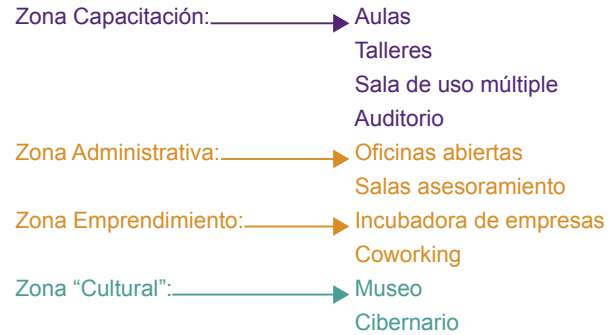 Zona Capacitación: Aulas
Talleres
Sala de uso múltiple
Auditorio
Zona Administrativa: Oficinas abiertas
Salas asesoramiento
Zona Emprendimiento: Incubadora de empresas
Coworking
Zona “Cultural”: Museo
Cibernario